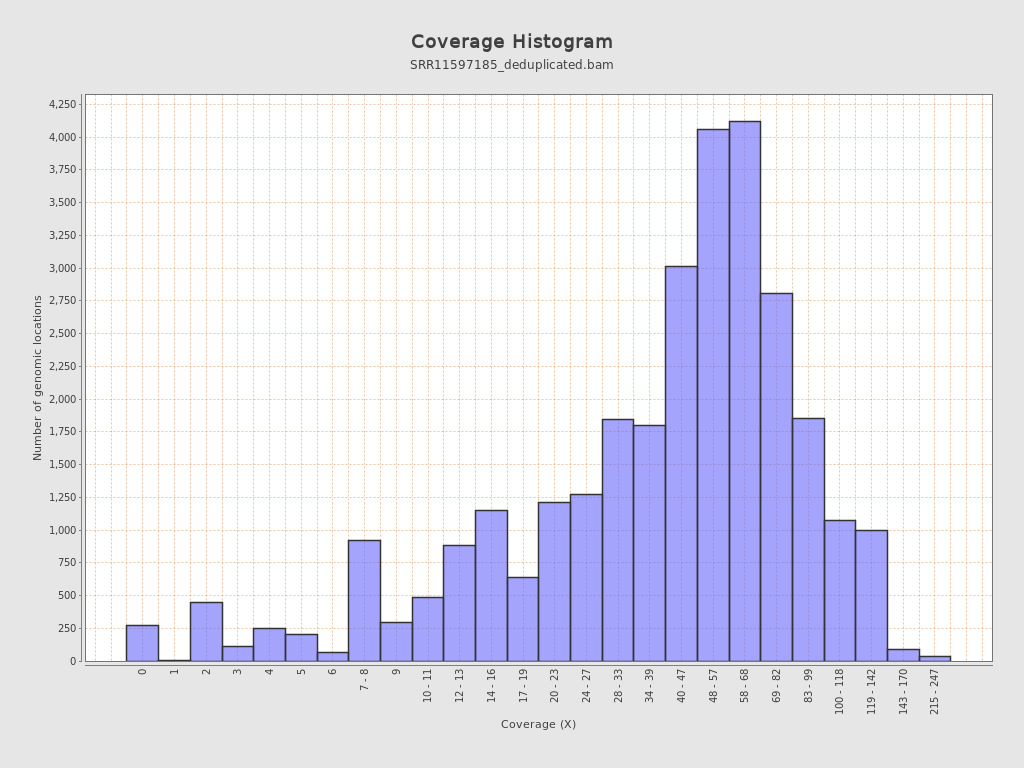 Coverage Histogram
SRR11597185_deduplicated.bam
Number of genomic locations
4,250
4,000
3,750
3,500
3,250
3,000
2,750
2,500
2,250
2,000
1,750
1,500
1,250
1,000
750
500
250
0
0
1
2
3
4
5
6
7 - 8
9
10 - 11
12 - 13
14 - 16
17 - 19
20 - 23
24 - 27
28 - 33
34 - 39
40 - 47
48 - 57
58 - 68
69 - 82
83 - 99
100 - 118
119 - 142
143 - 170
215 - 247
Coverage (X)